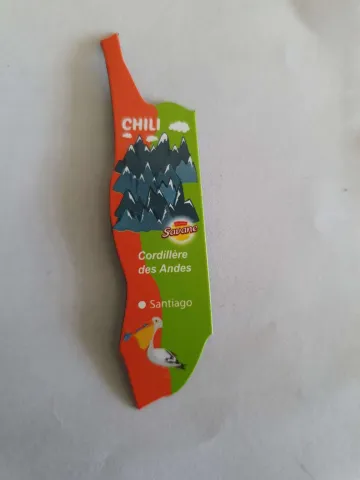 CHILI
Savane
Cordillère
des Andes
Santiago